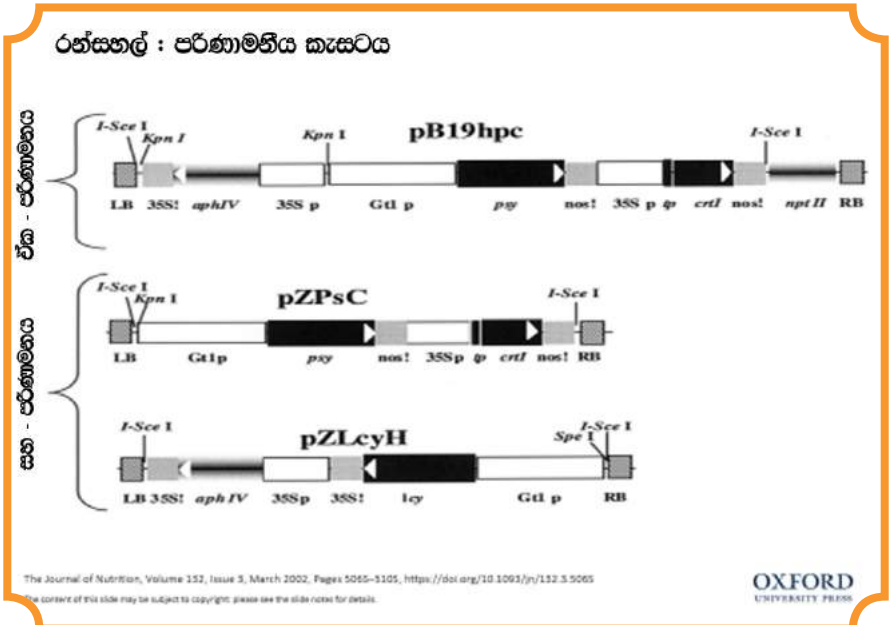 රන්සහල් : පරිණාමනීය කැසටය
ඒක - පරිණාමනය
I-Sce I
Kpn I
Kpn I
pB19hpc
I-Sce I
LB 35S! aphIV 35S p Gt1 p psy nos! 35S p tp crtI nos! npt II RB
සහ - පරිණාමනය
I-Sce I
Kpn I
pZPsC
I-Sce I
LB Gt1p psy nos! 35Sp tp crtI nos! RB
I-Sce I
pZLcyH
I-Sce I
Spe I
LB 35S! aph IV 35Sp 35S! lcy Gt1 p RB
The Journal of Nutrition, Volume 132, Issue 3, March 2002, Pages 506S–510S, https://doi.org/10.1093/jn/132.3.506S
The content of this slide may be subject to copyright: please see the slide notes for details.
OXFORD
UNIVERSITY PRESS